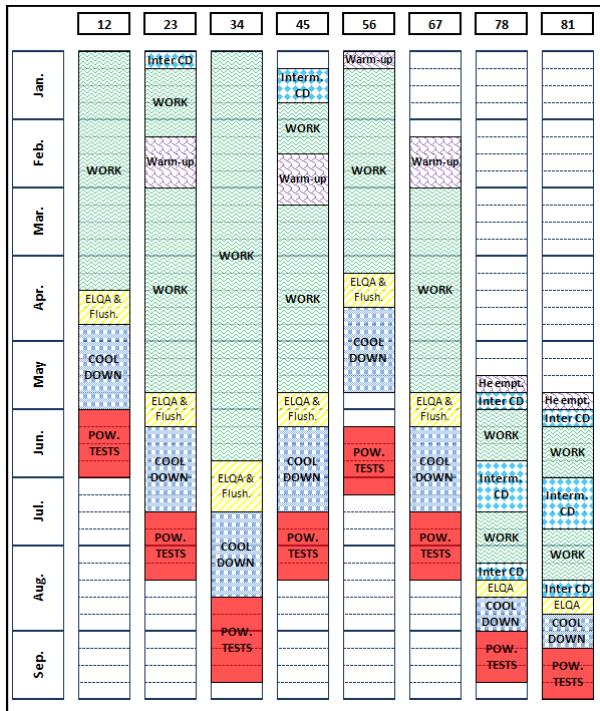 12 23 34 45 56 67 78 81
Jan.
Feb.
Mar.
Apr.
May
Jun.
Jul.
Aug.
Sep.
WORK
ELQA &
Flush.
COOL
DOWN
POW.
TESTS
Inter CD
WORK
Warm-up
WORK
ELQA &
Flush.
COOL
DOWN
POW.
TESTS
WORK
ELQA &
Flush.
COOL
DOWN
POW.
TESTS
Interm.
CD
WORK
Warm-up
WORK
ELQA &
Flush.
COOL
DOWN
POW.
TESTS
Warm-up
WORK
ELQA &
Flush.
COOL
DOWN
POW.
TESTS
WORK
Warm-up
WORK
ELQA &
Flush.
COOL
DOWN
POW.
TESTS
He empt.
Inter CD
WORK
Interm.
CD
WORK
Inter CD
ELQA
COOL
DOWN
POW.
TESTS
He empt.
Inter CD
WORK
Interm.
CD
WORK
Inter CD
ELQA
COOL
DOWN
POW.
TESTS